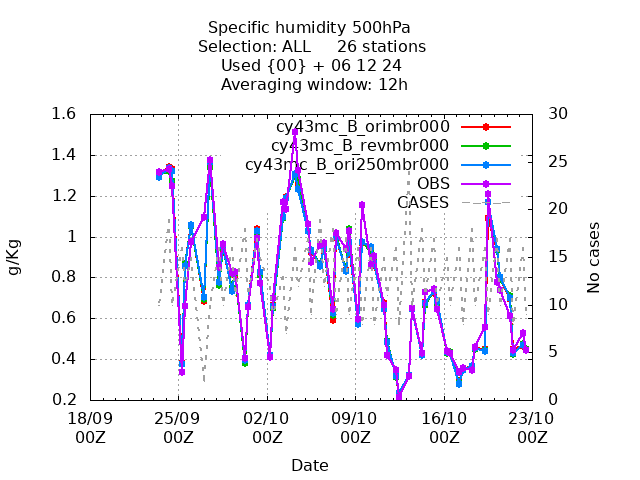 Specific humidity 500hPa
Selection: ALL     26 stations
Used {00} + 06 12 24
Averaging window: 12h
1.6
1.4
1.2
1
0.8
0.6
0.4
0.2
30
25
20
15
10
5
0
cy43mc_B_orimbr000
cy43mc_B_revmbr000
cy43mc_B_ori250mbr000
OBS
CASES
g/Kg
No cases
18/09 25/09 02/10 09/10 16/10 23/10
00Z 00Z 00Z 00Z 00Z 00Z
Date